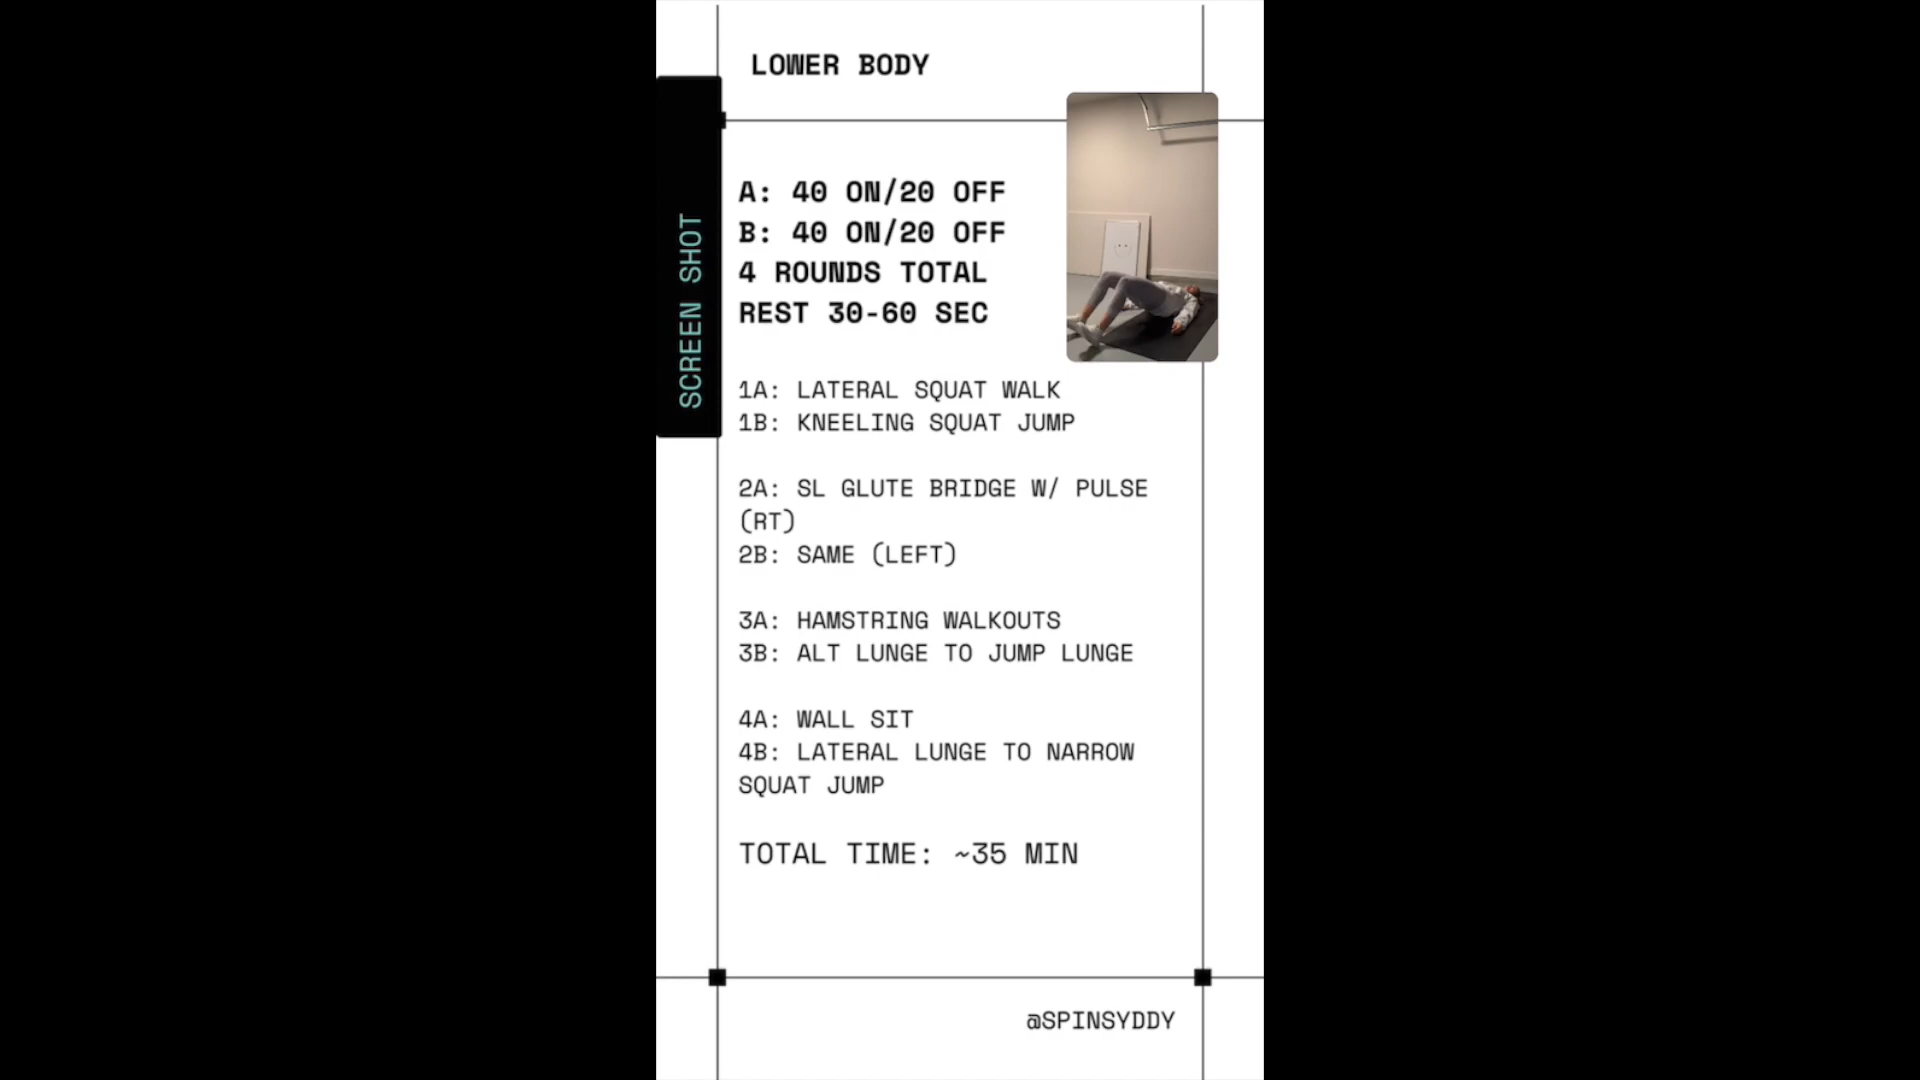 LOWER BODY
SCREEN SHOT
A: 40 ON/20 OFF
B: 40 ON/20 OFF
4 ROUNDS TOTAL
REST 30-60 SEC
1A: LATERAL SQUAT WALK
1B: KNEELING SQUAT JUMP
2A: SL GLUTE BRIDGE W/ PULSE
(RT)
2B: SAME (LEFT)
3A: HAMSTRING WALKOUTS
3B: ALT LUNGE TO JUMP LUNGE
4A: WALL SIT
4B: LATERAL LUNGE TO NARROW
SQUAT JUMP
TOTAL TIME: ~35 MIN
@SPINSYDDY